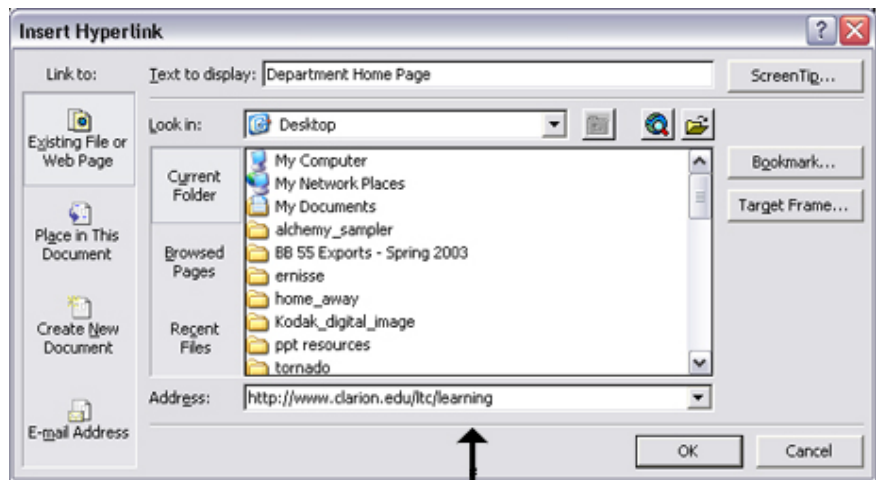 Insert Hyperlink
Link to:
Text to display: Department Home Page
ScreenTip...
Existing File or
Web Page
Look in: Desktop
Current
Folder
My Computer
My Network Places
My Documents
alchemy_sampler
BB 55 Exports - Spring 2003
ernisse
home_away
Kodak_digital_image
ppt resources
tornado
Bookmark...
Target Frame...
Place in This
Document
Browsed
Pages
Create New
Document
Recent
Files
Address: http://www.clarion.edu/ltc/learning
E-mail Address
OK
Cancel